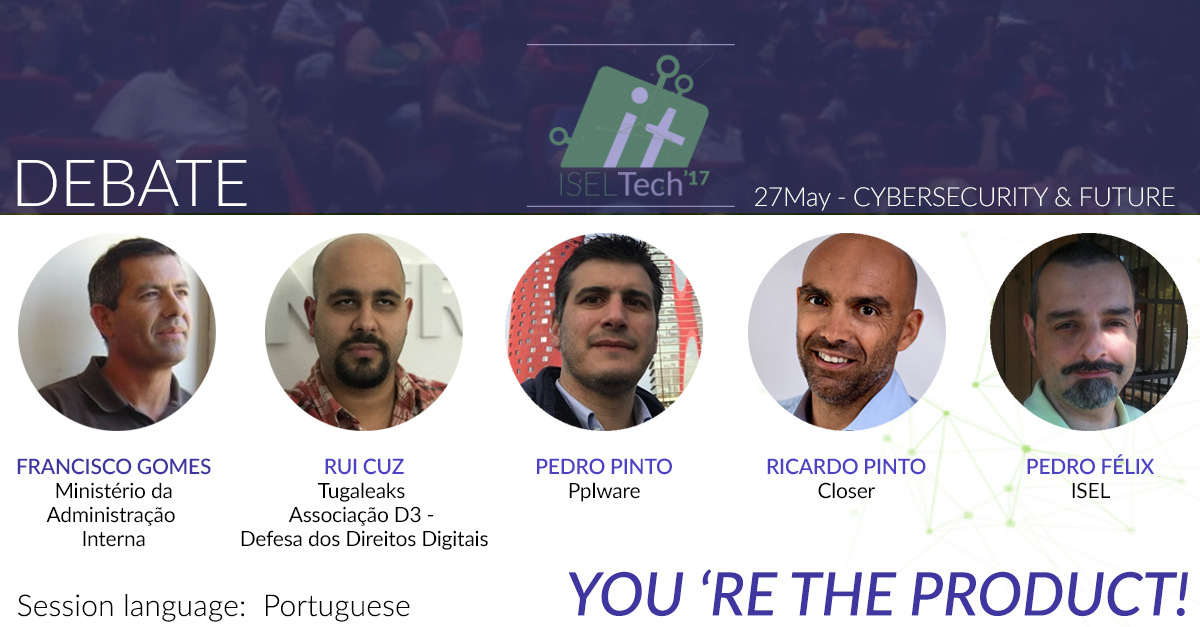 it
ISELTech'17
DEBATE
27May - CYBERSECURITY & FUTURE
FRANCISCO GOMES
Ministério da
Administração
Interna
RUI CUZ
Tugaleaks
Associação D3 -
Defesa dos Direitos Digitais
PEDRO PINTO
Pplware
RICARDO PINTO
Closer
PEDRO FÉLIX
ISEL
Session language: Portuguese
YOU ‘RE THE PRODUCT!